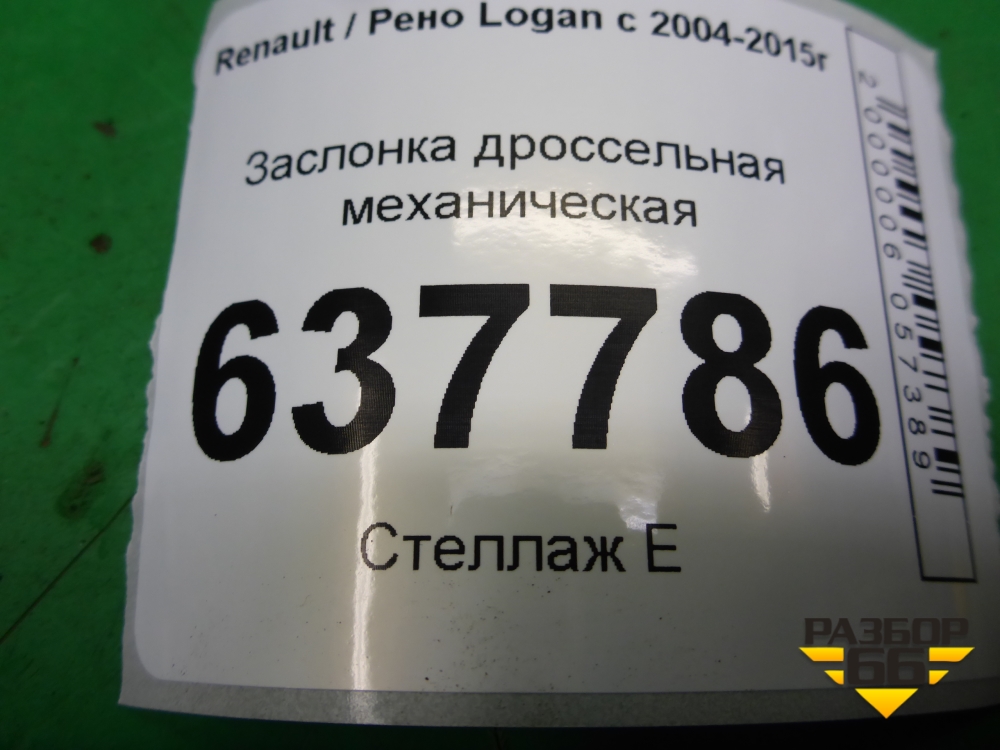 Renault / Рено Logan с 2004-2015г
Заслонка дроссельная
механическая
637786
Стеллаж Е
2000006057389
РАЗБОР
66